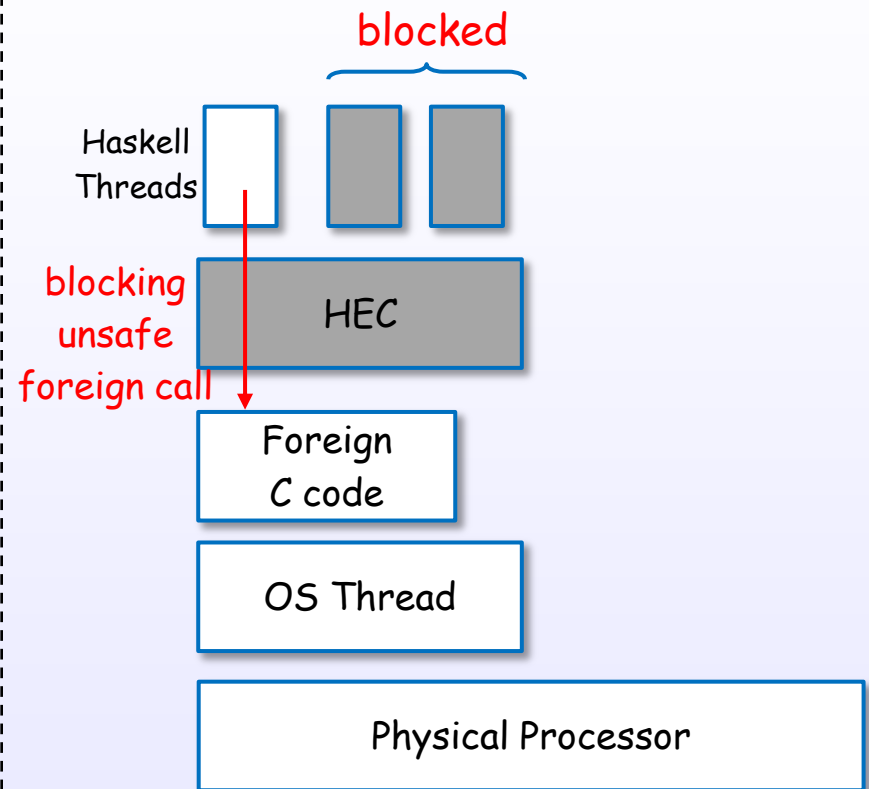 blocked
Haskell
Threads
blocking
unsafe
foreign call
HEC
Foreign
C code
OS Thread
Physical Processor